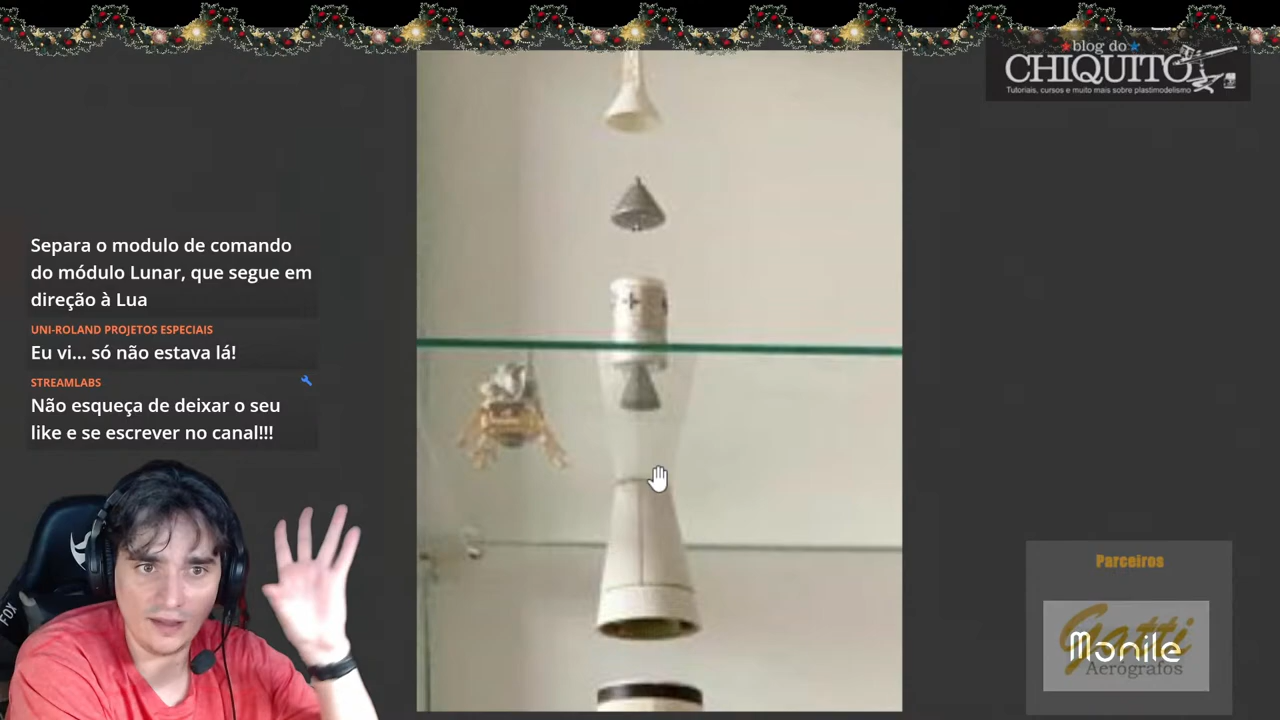 blog do
CHIQUITO
Tutoriais, cursos e muito mais sobre plastimodelismo
Separa o modulo de comando
do módulo Lunar, que segue em
direção à Lua
UNI-ROLAND PROJETOS ESPECIAIS
Eu vi... só não estava lá!
STREAMLABS
Não esqueça de deixar o seu
like e se escrever no canal!!!
FOX
Parceiros
Gatti
Monile
Aerógrafos